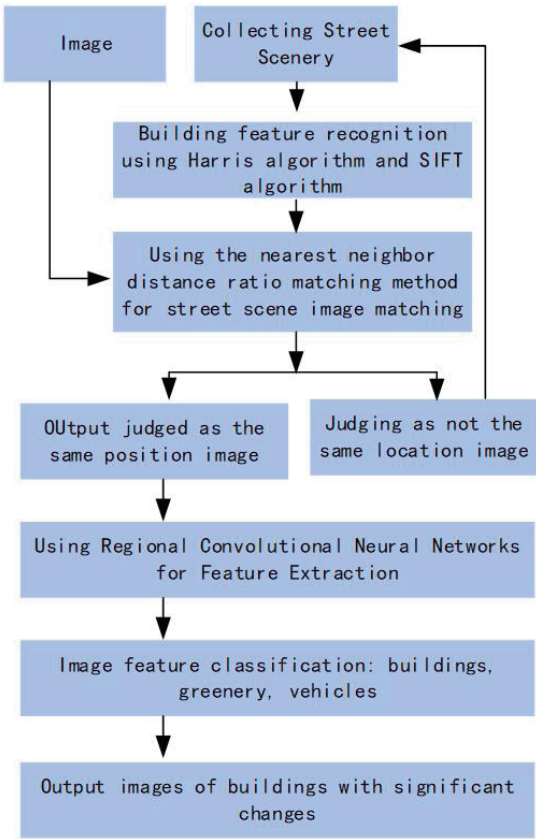 Image
Collecting Street
Scenery
Building feature recognition
using Harris algorithm and SIFT
algorithm
Using the nearest neighbor
distance ratio matching method
for street scene image matching
OUtput judged as the
same position image
Judging as not the
same location image
Using Regional Convolutional Neural Networks
for Feature Extraction
Image feature classification: buildings,
greenery, vehicles
Output images of buildings with significant
changes